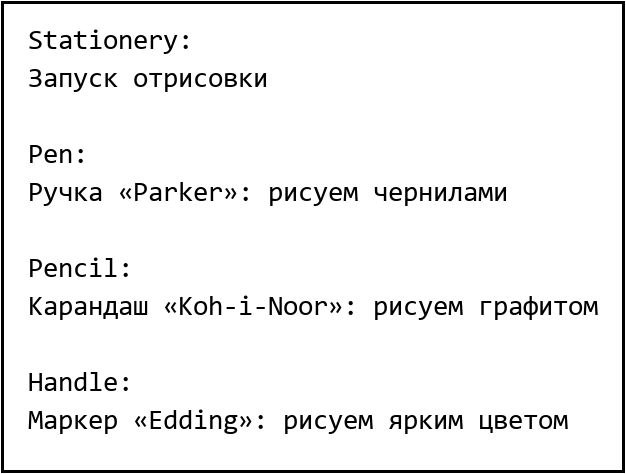 Stationery:
Запуск отрисовки
Pen:
Ручка «Parker»: рисуем чернилами
Pencil:
Карандаш «Koh-i-Noor»: рисуем графитом
Handle:
Маркер «Edding»: рисуем ярким цветом